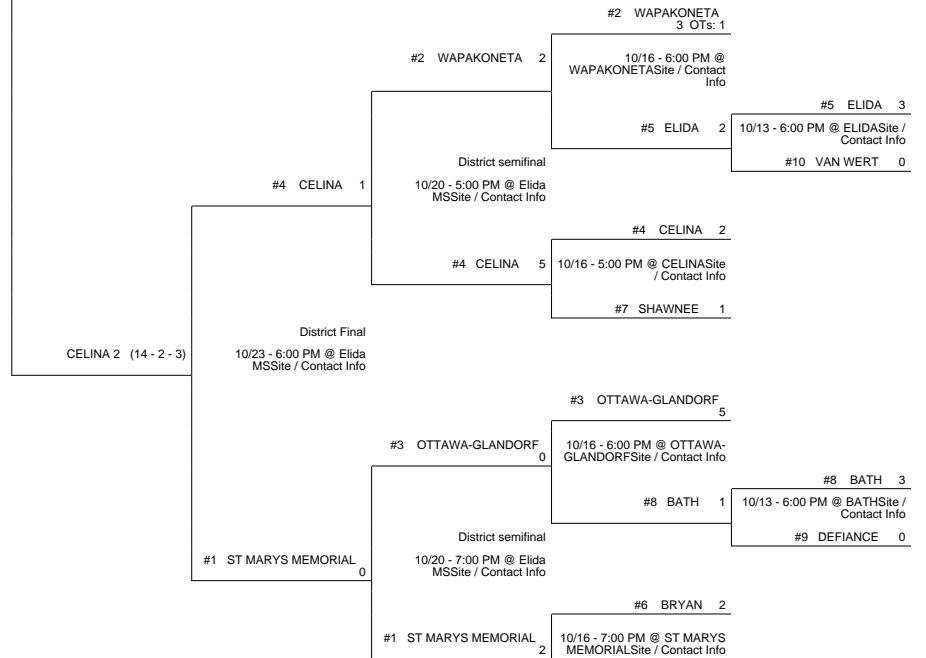 #2 WAPAKONETA
3 OTs: 1
#2 WAPAKONETA 2
10/16 - 6:00 PM @
WAPAKONETASite / Contact
Info
#5 ELIDA 3
#5 ELIDA 2
10/13 - 6:00 PM @ ELIDASite /
Contact Info
#10 VAN WERT 0
District semifinal
#4 CELINA 1
10/20 - 5:00 PM @ Elida
MSSite / Contact Info
#4 CELINA 2
#4 CELINA 5
10/16 - 5:00 PM @ CELINASite
/ Contact Info
#7 SHAWNEE 1
District Final
CELINA 2 (14 - 2 - 3)
10/23 - 6:00 PM @ Elida
MSSite / Contact Info
#3 OTTAWA-GLANDORF
5
#3 OTTAWA-GLANDORF
0
10/16 - 6:00 PM @ OTTAWA-
GLANDORFSite / Contact Info
#8 BATH 3
#8 BATH 1
10/13 - 6:00 PM @ BATHSite /
Contact Info
#9 DEFIANCE 0
District semifinal
#1 ST MARYS MEMORIAL
0
10/20 - 7:00 PM @ Elida
MSSite / Contact Info
#6 BRYAN 2
#1 ST MARYS MEMORIAL
2
10/16 - 7:00 PM @ ST MARYS
MEMORIALSite / Contact Info